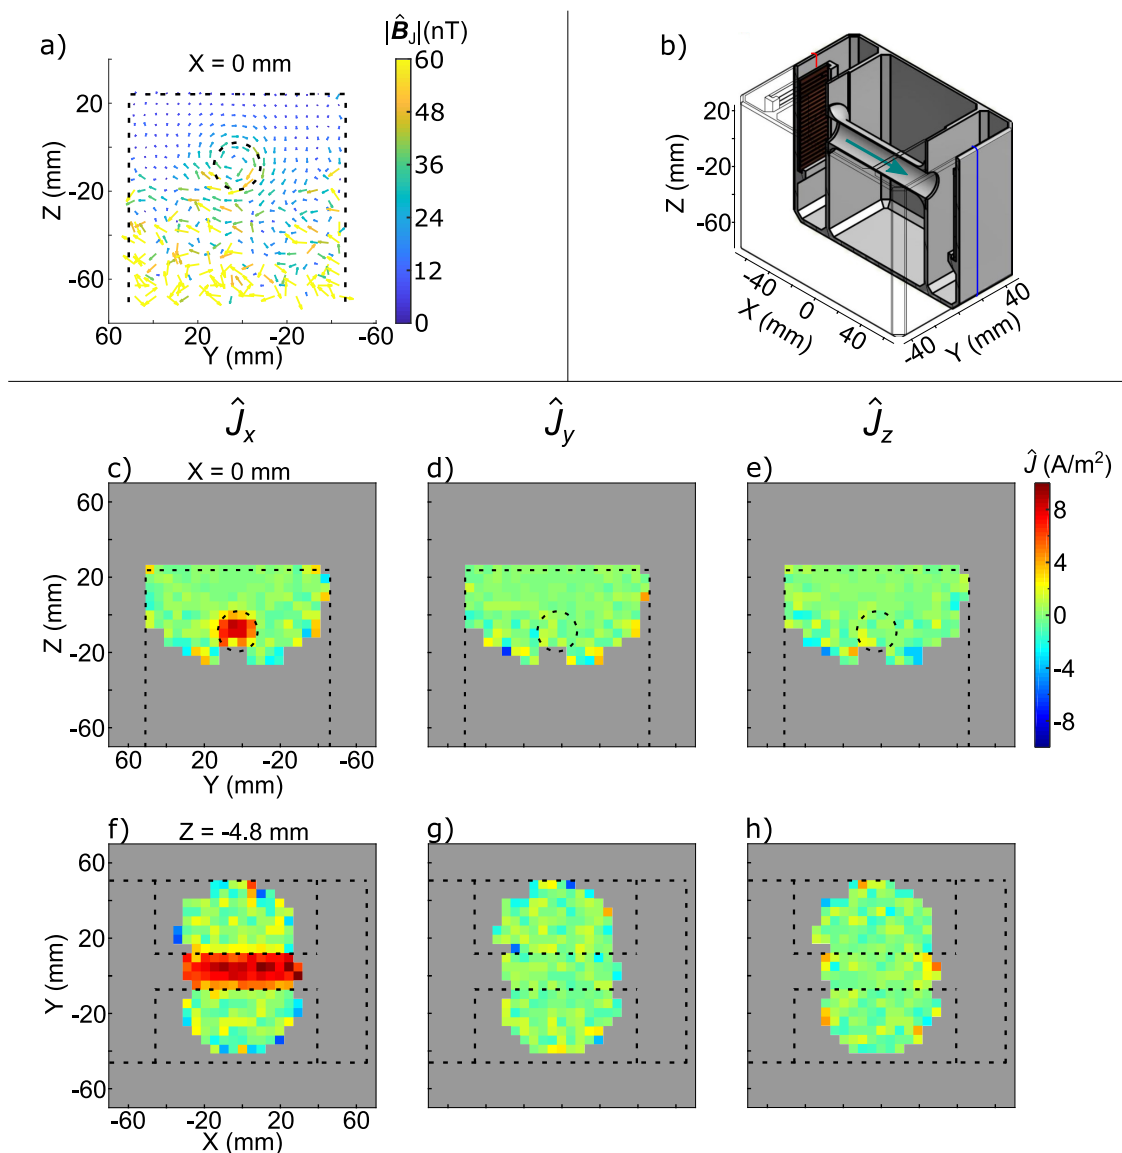 a)
X = 0 mm
|B̂_J|(nT)
60
48
36
24
12
0
20
-20
-60
Z (mm)
60
20
-20
-60
Y (mm)
b)
20
-20
-60
Z (mm)
-40
0
40
X (mm)
-40
40
Y (mm)
Ĵx
Ĵy
Ĵz
c)
X = 0 mm
d)
e)
Ĵ (A/m²)
8
4
0
-4
-8
60
20
-20
-60
Z (mm)
60
20
-20
-60
Y (mm)
f)
Z = -4.8 mm
g)
h)
60
20
-20
-60
Y (mm)
-60
-20
20
60
X (mm)